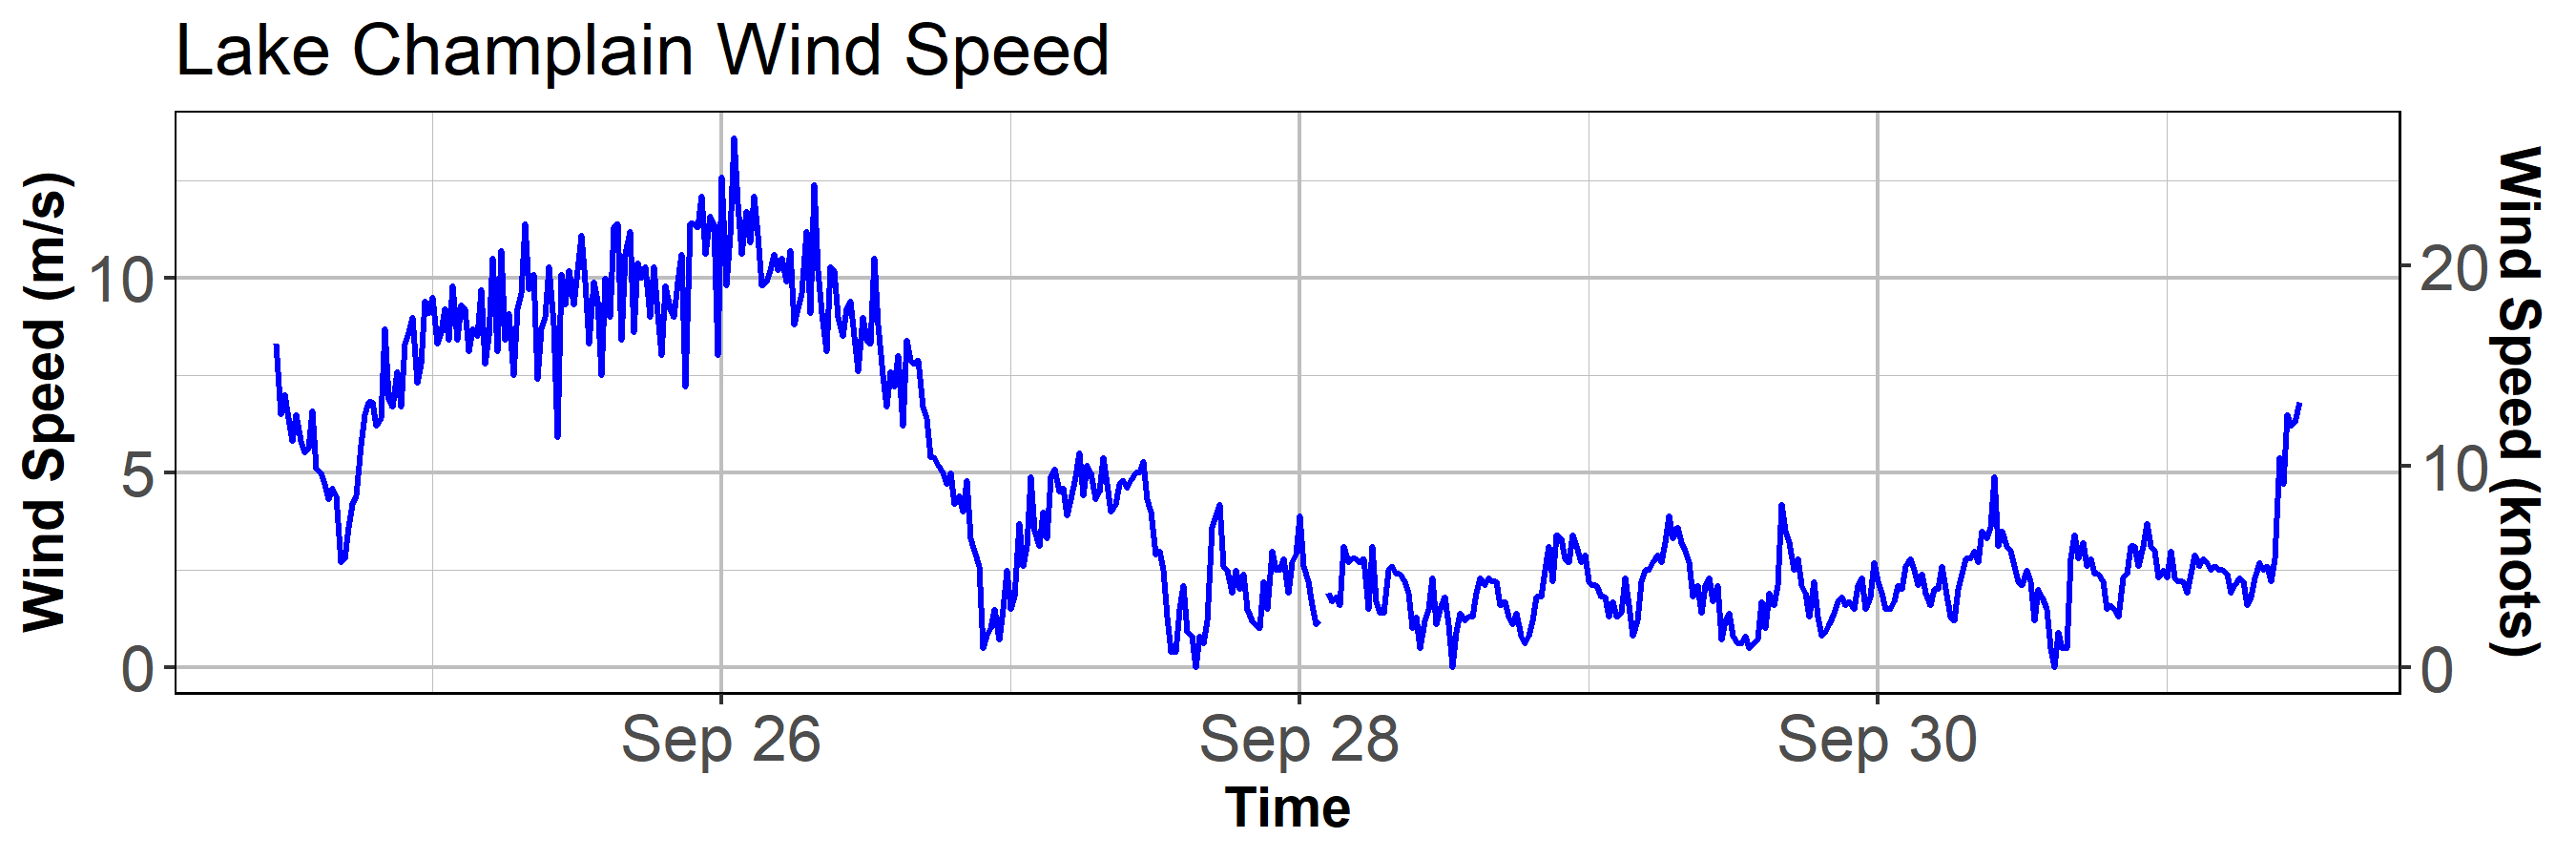 Lake Champlain Wind Speed
Wind Speed (m/s)
10
5
0
20
10
0
Wind Speed (knots)
Sep 26
Sep 28
Sep 30
Time